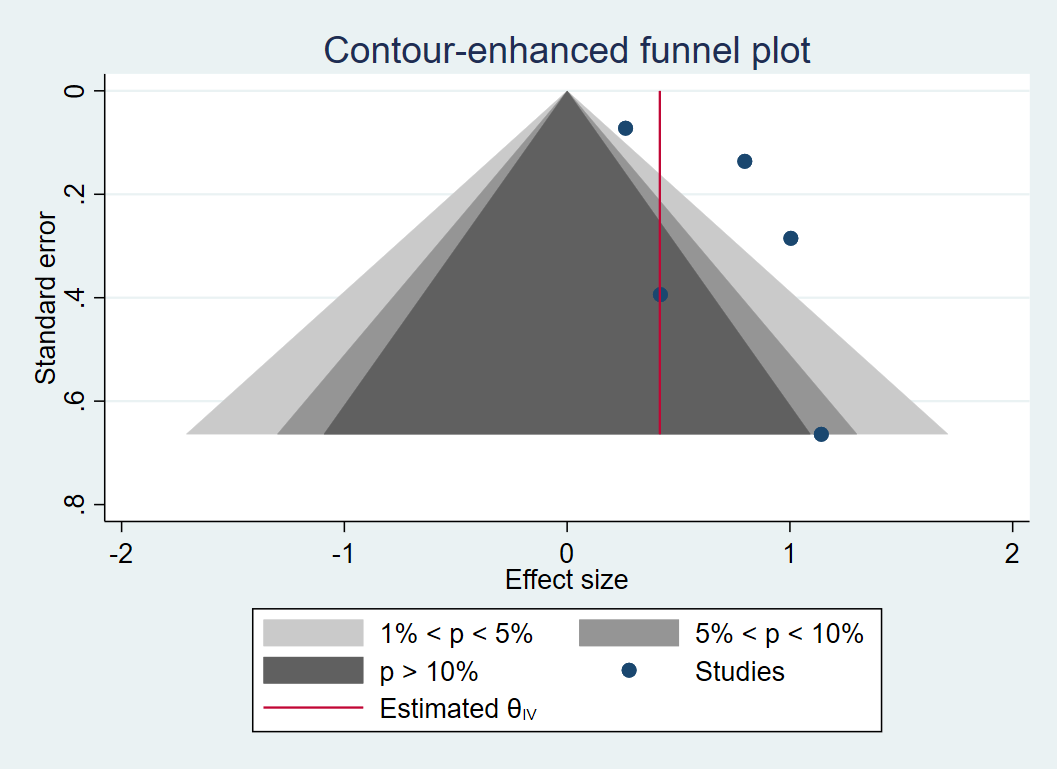 Contour-enhanced funnel plot
0
.2
.4
.6
.8
Standard error
-2 -1 0 1 2
Effect size
1% < p < 5% 5% < p < 10%
p > 10% Studies
Estimated θIV